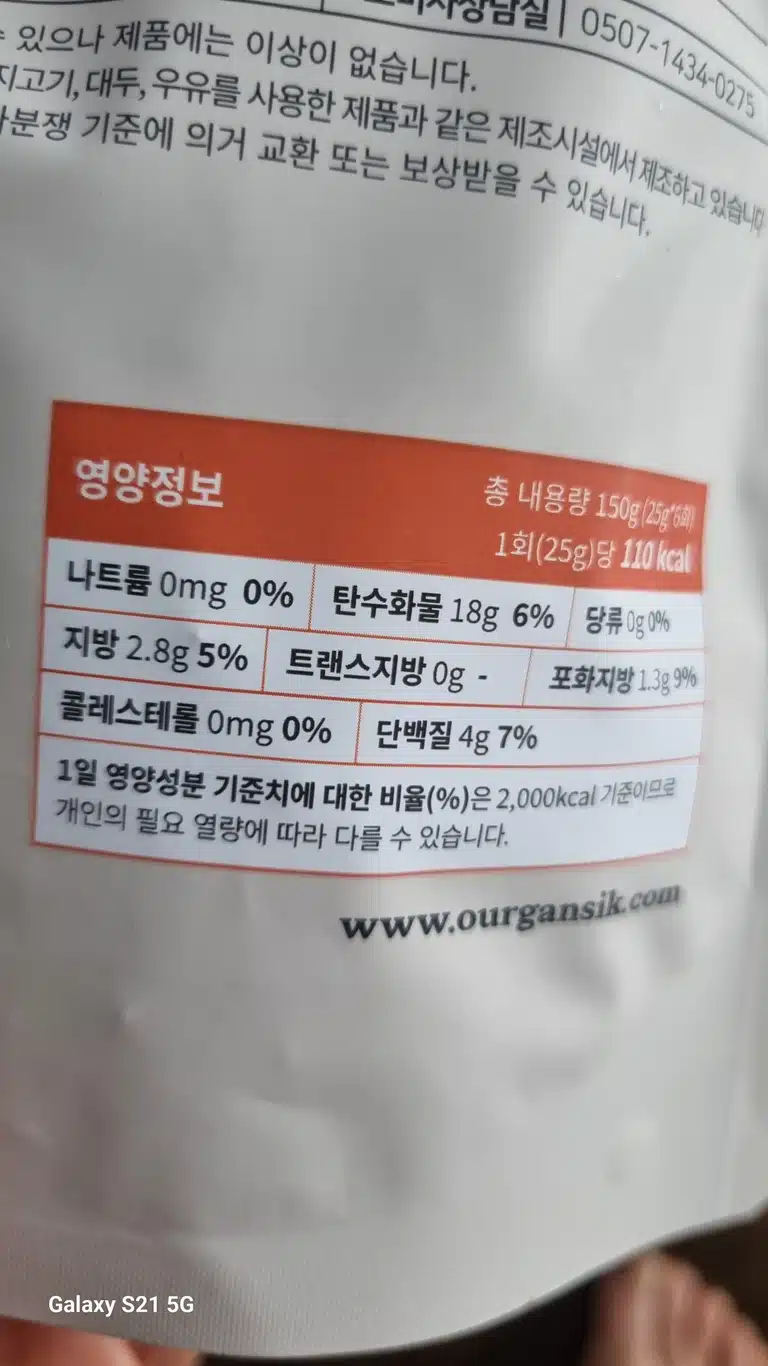 상담실 | 0507-1434-0275
있으나 제품에는 이상이 없습니다.
지고기, 대두, 우유를 사용한 제품과 같은 제조시설에서 제조하고 있습니다
분쟁 기준에 의거 교환 또는 보상받을 수 있습니다.
영양정보
총 내용량 150g(25g*6회)
1회(25g)당 110 kcal
나트륨 0mg 0% 탄수화물 18g 6% 당류 0g 0%
지방 2.8g 5% 트랜스지방 0g - 포화지방 1.3g 9%
콜레스테롤 0mg 0% 단백질 4g 7%
1일 영양성분 기준치에 대한 비율(%)은 2,000kcal 기준이므로
개인의 필요 열량에 따라 다를 수 있습니다.
www.ourgansik.com
Galaxy S21 5G